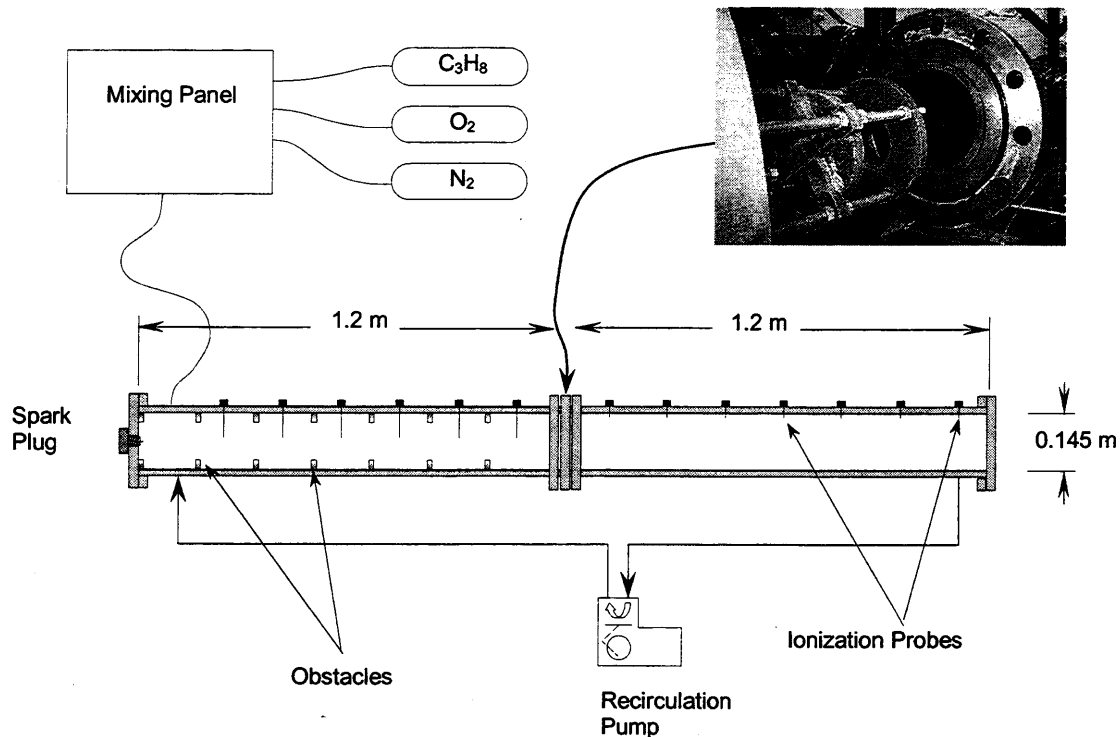 Mixing Panel
C3H8
O2
N2
1.2 m
1.2 m
Spark
Plug
0.145 m
Obstacles
Ionization Probes
Recirculation
Pump